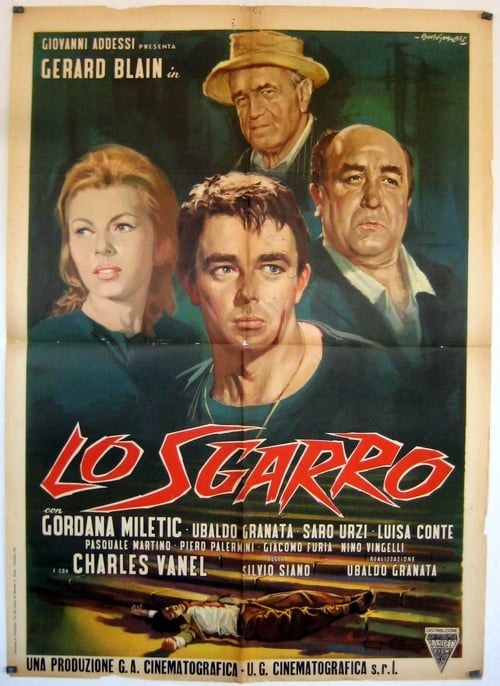 GIOVANNI ADDESSI PRESENTA
GERARD BLAIN in
LO SGARRO
con
GORDANA MILETIC · UBALDO GRANATA · SARO URZI · LUISA CONTE
PASQUALE MARTINO · PIERO PALERMINI · GIACOMO FURIA · NINO VINGELLI
E CON CHARLES VANEL
REGIA SILVIO SIANO
REALIZZAZIONE UBALDO GRANATA
DISTRIBUZIONE
FILM
UNA PRODUZIONE G.A. CINEMATOGRAFICA - U.G. CINEMATOGRAFICA s.r.l.